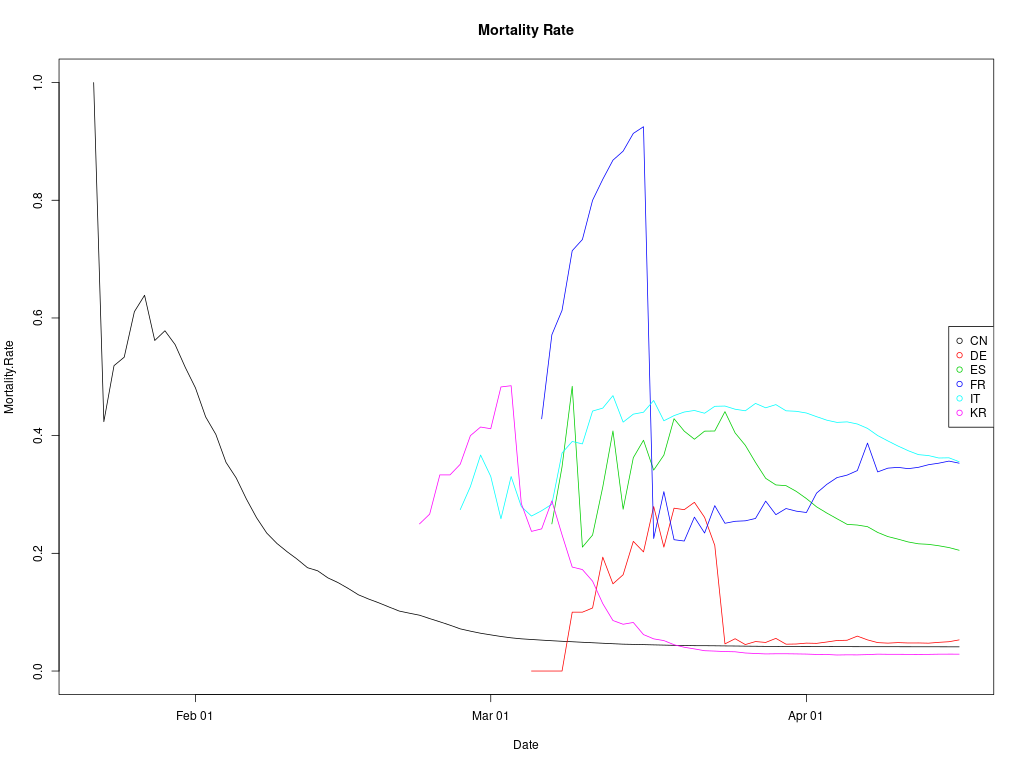 Mortality Rate
Mortality.Rate
1.0
0.8
0.6
0.4
0.2
0.0
CN
DE
ES
FR
IT
KR
Feb 01
Mar 01
Apr 01
Date